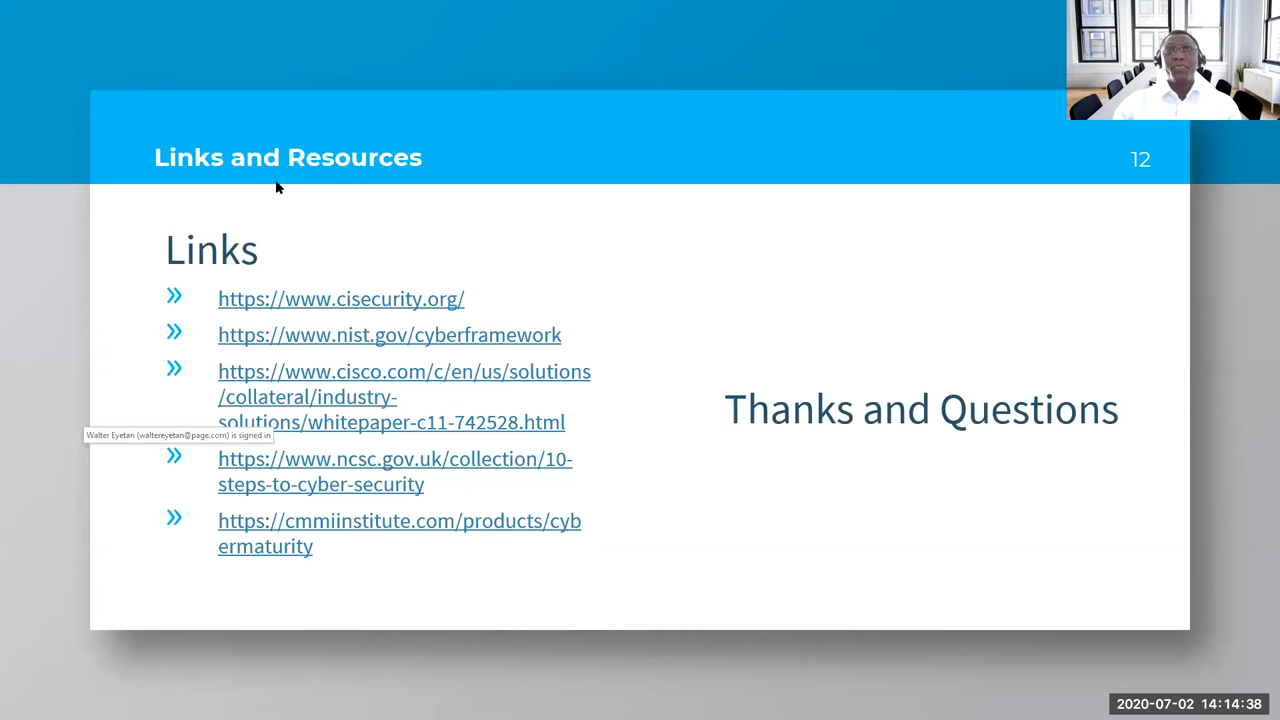 Links and Resources
12
Links
» https://www.cisecurity.org/
» https://www.nist.gov/cyberframework
» https://www.cisco.com/c/en/us/solutions
/collateral/industry-
solutions/whitepaper-c11-742528.html
Walter Eyetan (waltereyetan@page.com) is signed in
» https://www.ncsc.gov.uk/collection/10-
steps-to-cyber-security
» https://cmmiinstitute.com/products/cyb
ermaturity
Thanks and Questions
2020-07-02 14:14:38